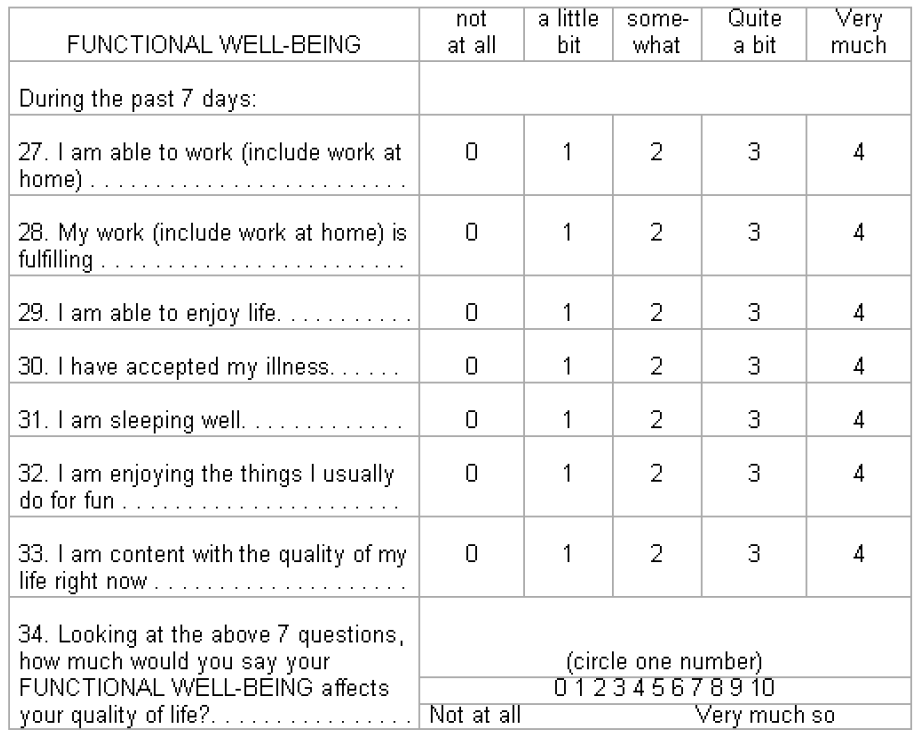 FUNCTIONAL WELL-BEING not at all a little bit some-what Quite a bit Very much
During the past 7 days:
27. I am able to work (include work at
home) . . . . . . . . . . . . . . . . . . . . . . . . . 0 1 2 3 4
28. My work (include work at home) is
fulfilling . . . . . . . . . . . . . . . . . . . . . . . . 0 1 2 3 4
29. I am able to enjoy life. . . . . . . . . . . 0 1 2 3 4
30. I have accepted my illness. . . . . . 0 1 2 3 4
31. I am sleeping well. . . . . . . . . . . . . 0 1 2 3 4
32. I am enjoying the things I usually
do for fun . . . . . . . . . . . . . . . . . . . . . . 0 1 2 3 4
33. I am content with the quality of my
life right now . . . . . . . . . . . . . . . . . . . . 0 1 2 3 4
34. Looking at the above 7 questions,
how much would you say your
FUNCTIONAL WELL-BEING affects
your quality of life?. . . . . . . . . . . . . . . .
(circle one number)
0 1 2 3 4 5 6 7 8 9 10
Not at all Very much so